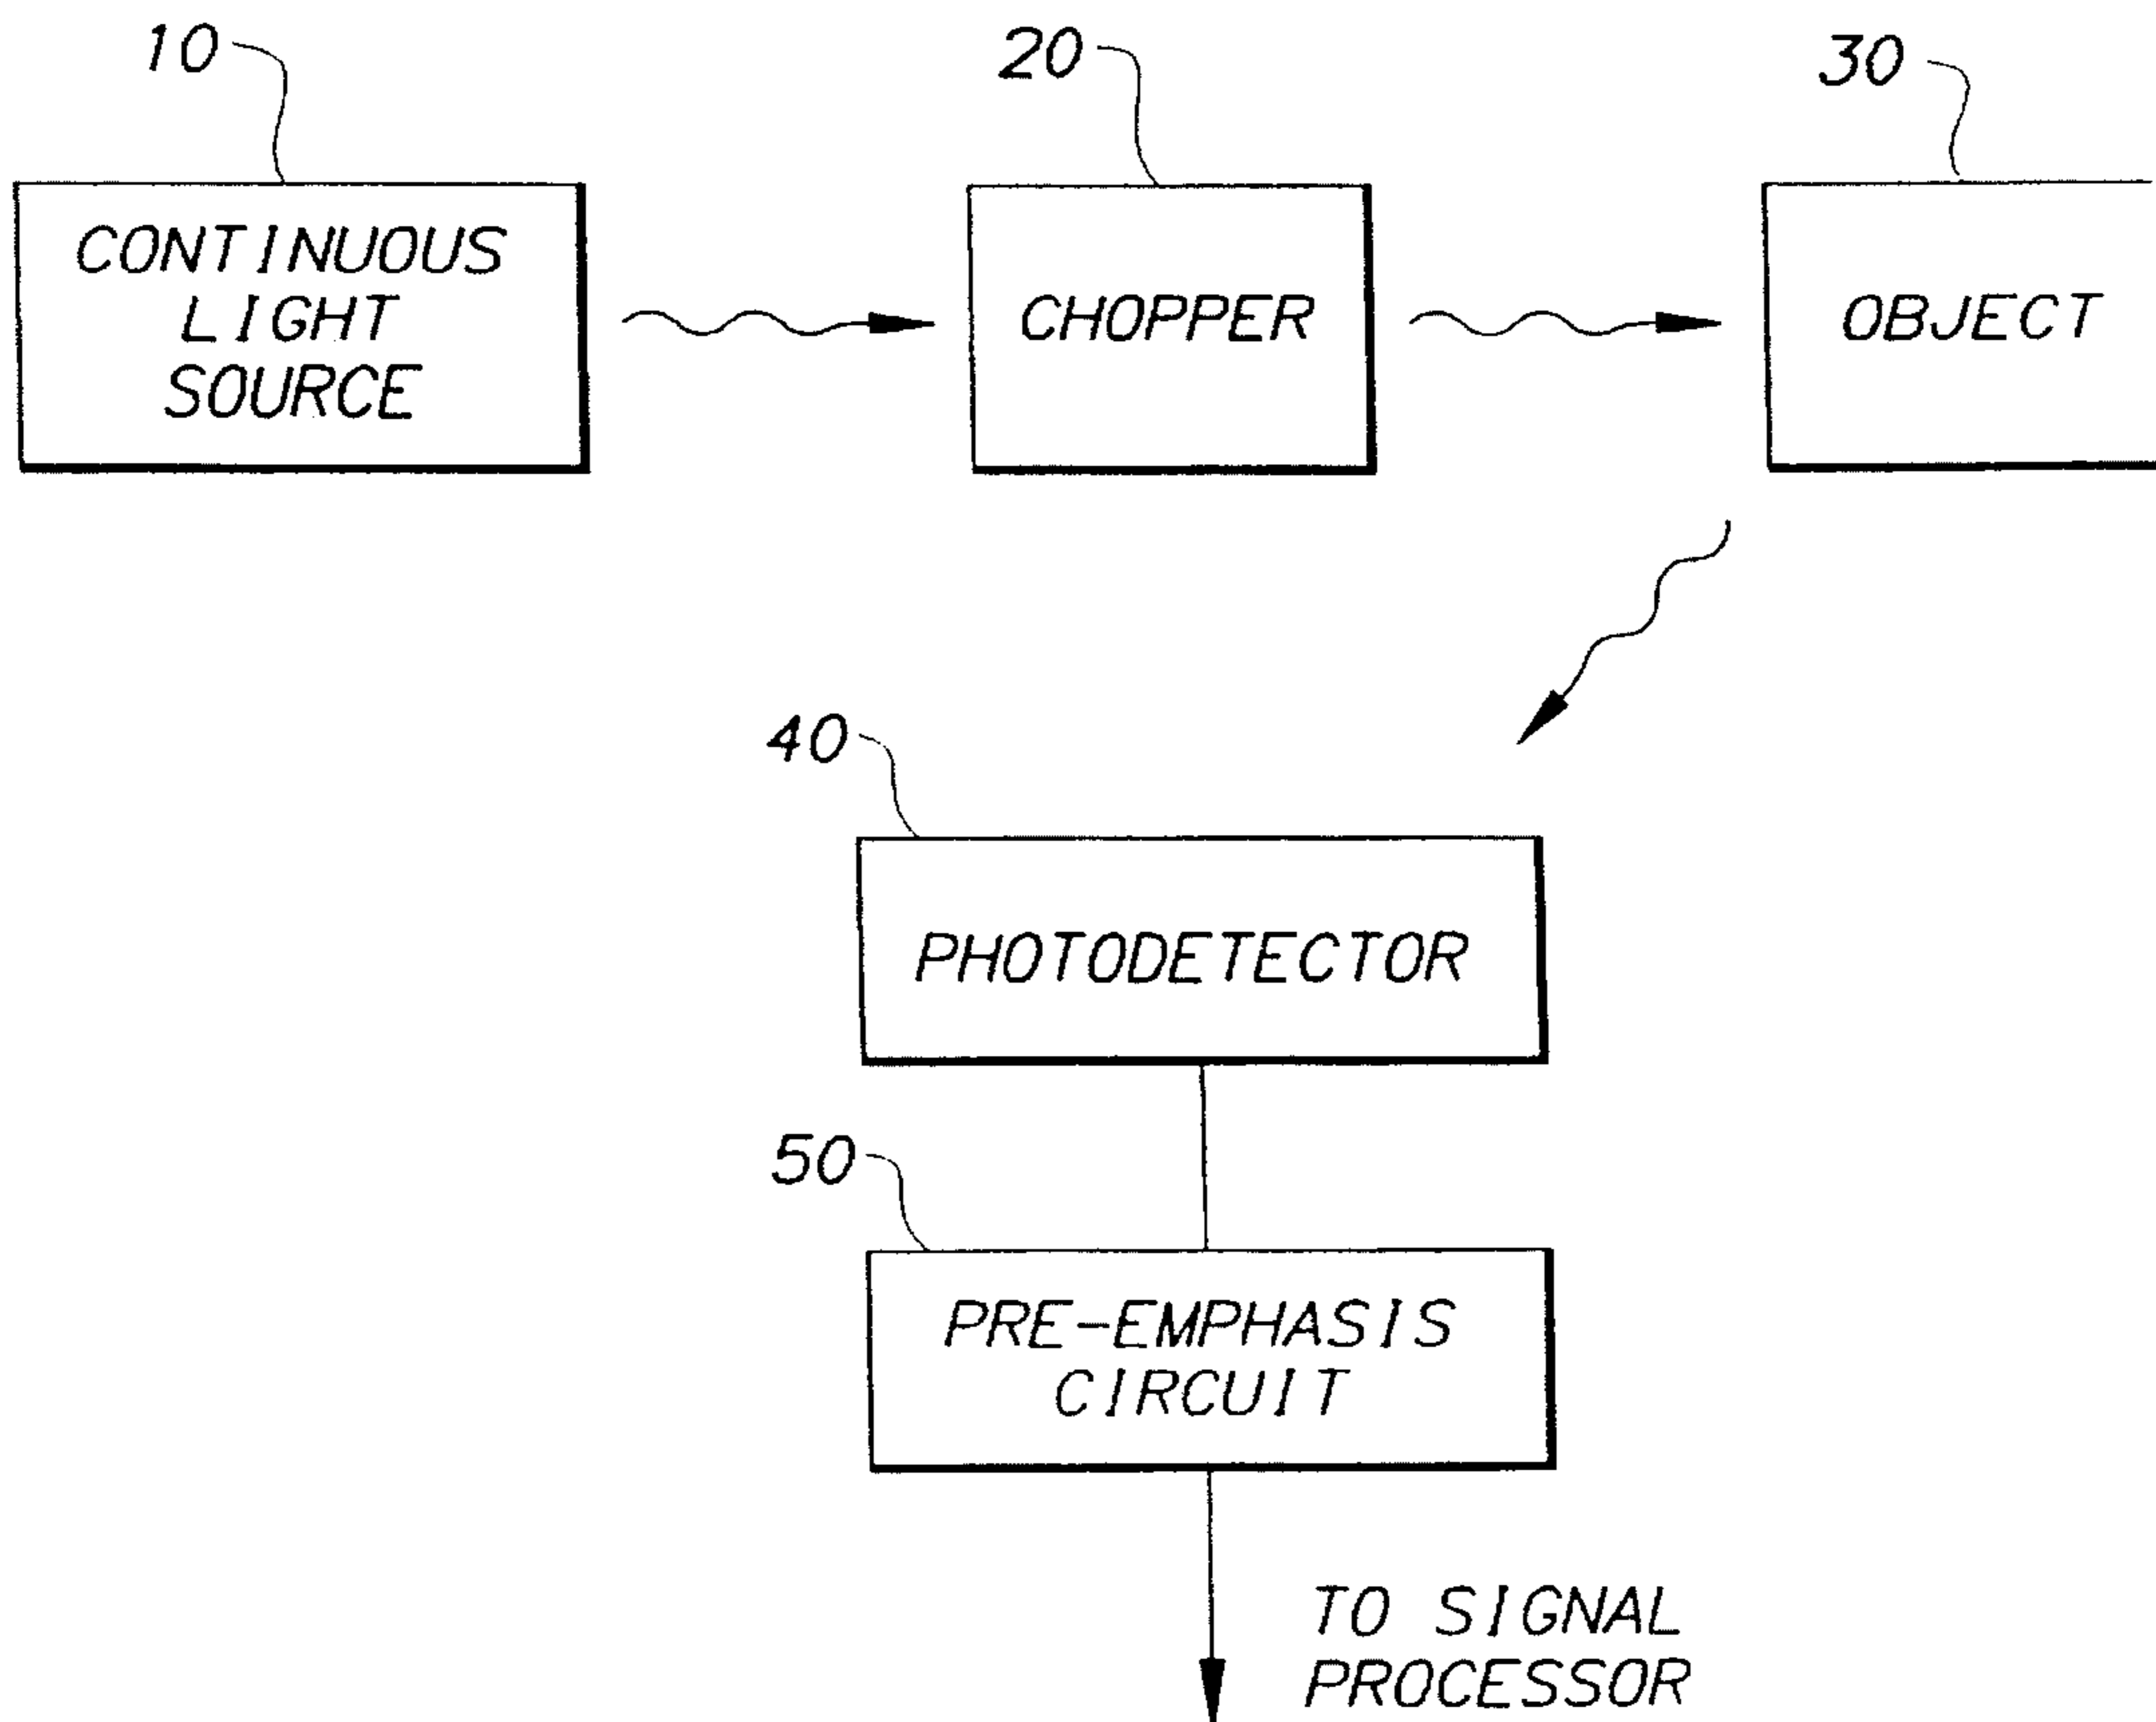 10
20
30
CONTINUOUS
LIGHT
SOURCE
CHOPPER
OBJECT
40
PHOTODETECTOR
50
PRE-EMPHASIS
CIRCUIT
TO SIGNAL
PROCESSOR